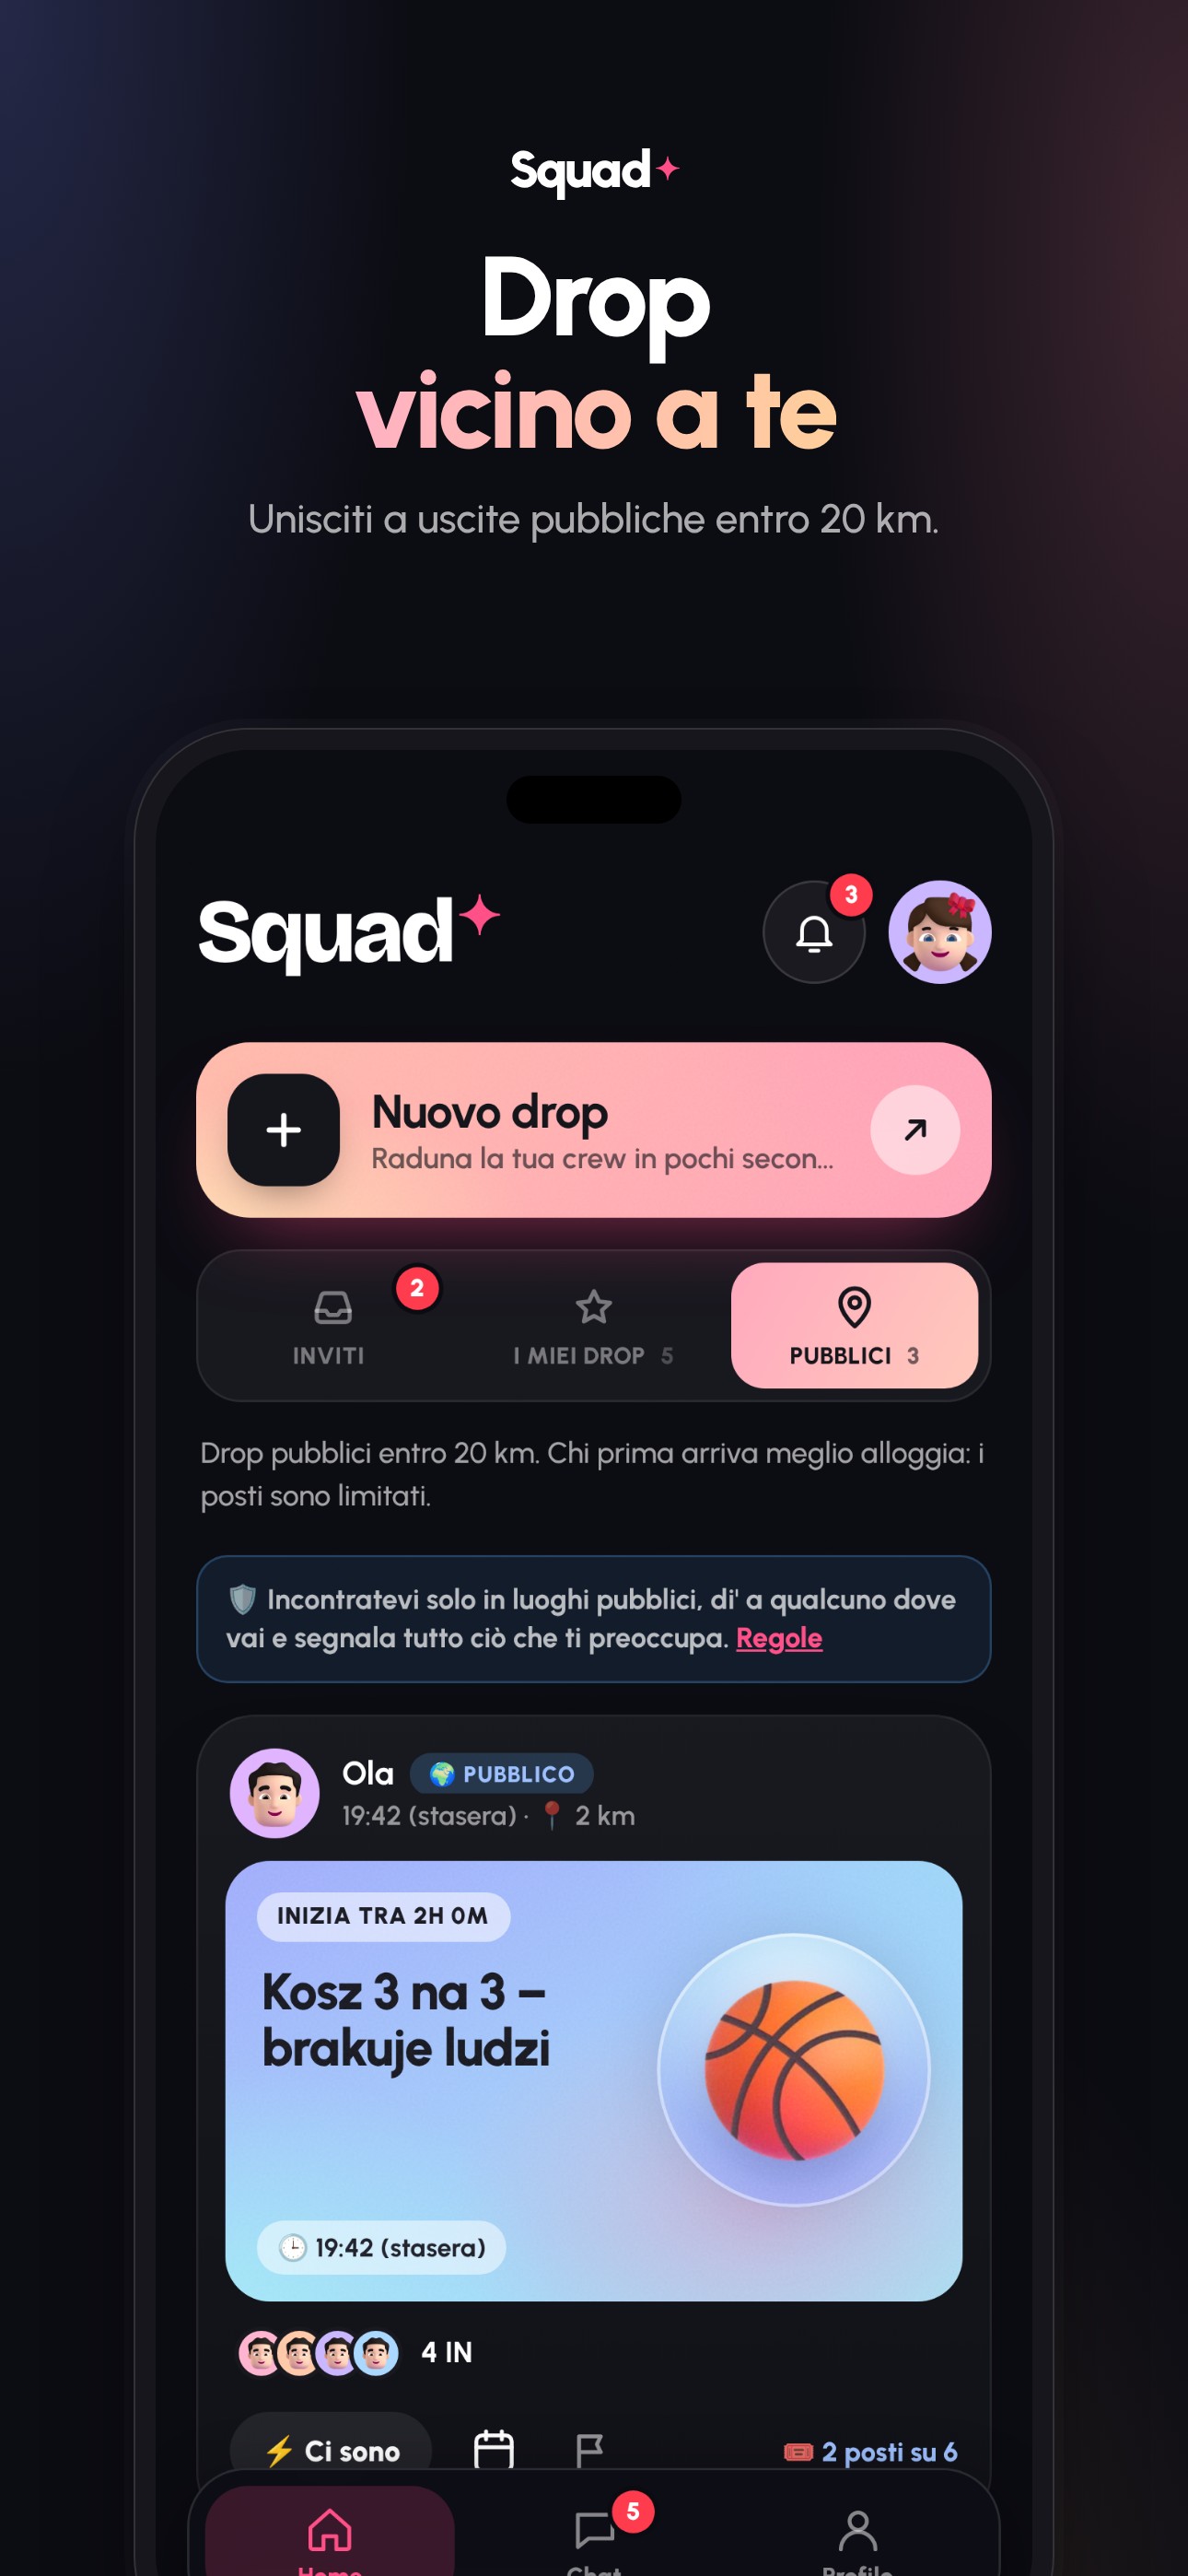 Squad
Drop
vicino a te
Unisciti a uscite pubbliche entro 20 km.
Squad
3
Nuovo drop
Raduna la tua crew in pochi secon...
2
INVITI
I MIEI DROP 5
PUBBLICI 3
Drop pubblici entro 20 km. Chi prima arriva meglio alloggia: i
posti sono limitati.
Incontratevi solo in luoghi pubblici, di' a qualcuno dove
vai e segnala tutto ciò che ti preoccupa. Regole
Ola PUBBLICO
19:42 (stasera) · 2 km
INIZIA TRA 2H 0M
Kosz 3 na 3 –
brakuje ludzi
19:42 (stasera)
4 IN
Ci sono
2 posti su 6
5
Home
Chat
Profilo